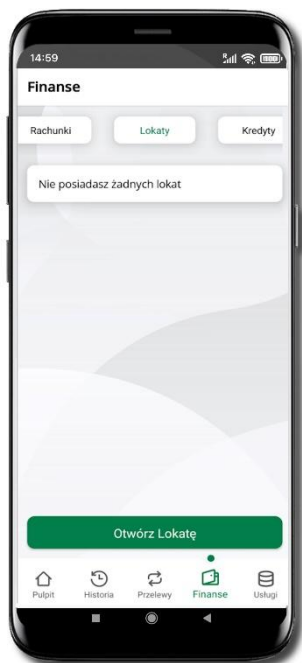 14:59
Finanse
Rachunki Lokaty Kredyty
Nie posiadasz żadnych lokat
Otwórz Lokatę
Pulpit Historia Przelewy Finanse Usługi